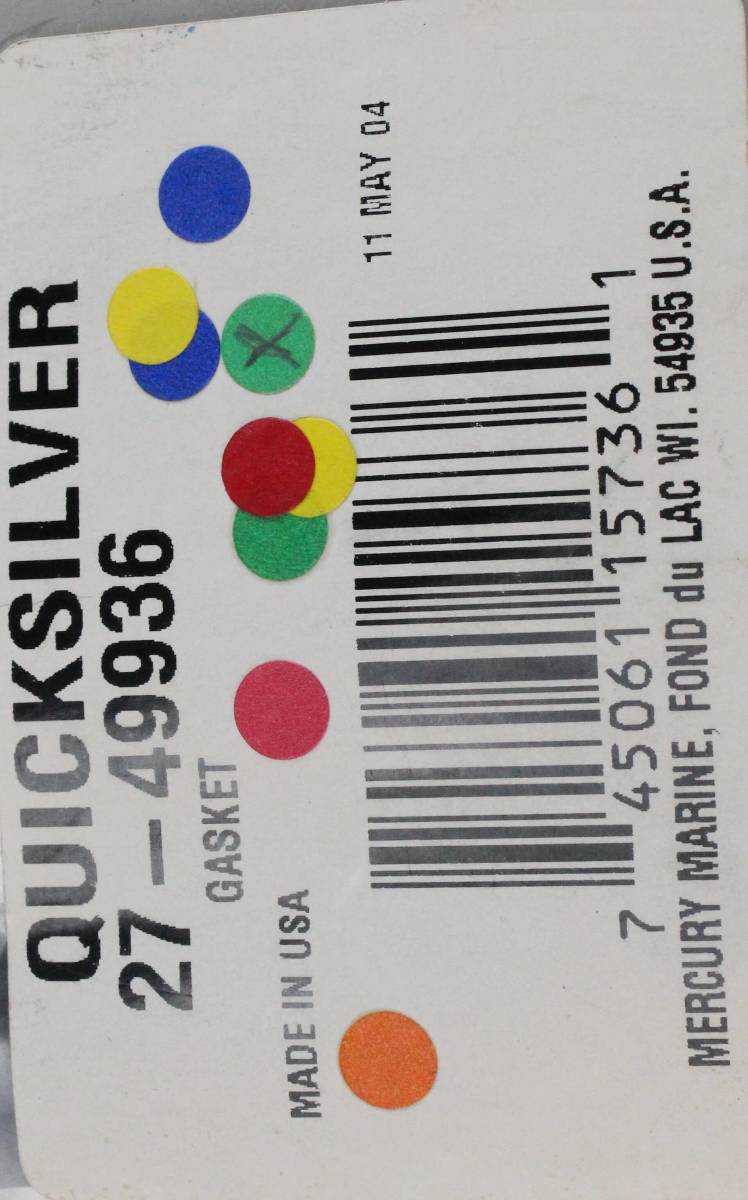 QUICKSILVER
27-49936
GASKET
MADE IN USA
11 MAY 04
X
7 45061 15736 1
MERCURY MARINE, FOND du LAC WI. 54935 U.S.A.